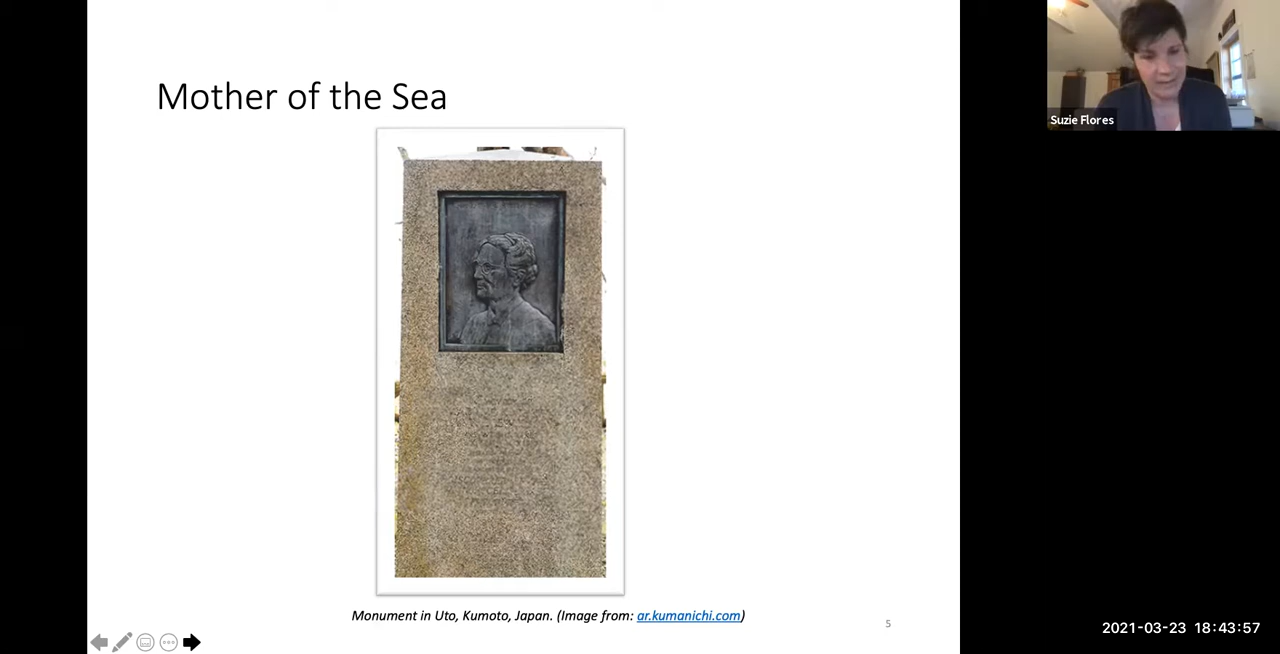 Mother of the Sea
Suzie Flores
Monument in Uto, Kumoto, Japan. (Image from: ar.kumanichi.com)
5
2021-03-23 18:43:57